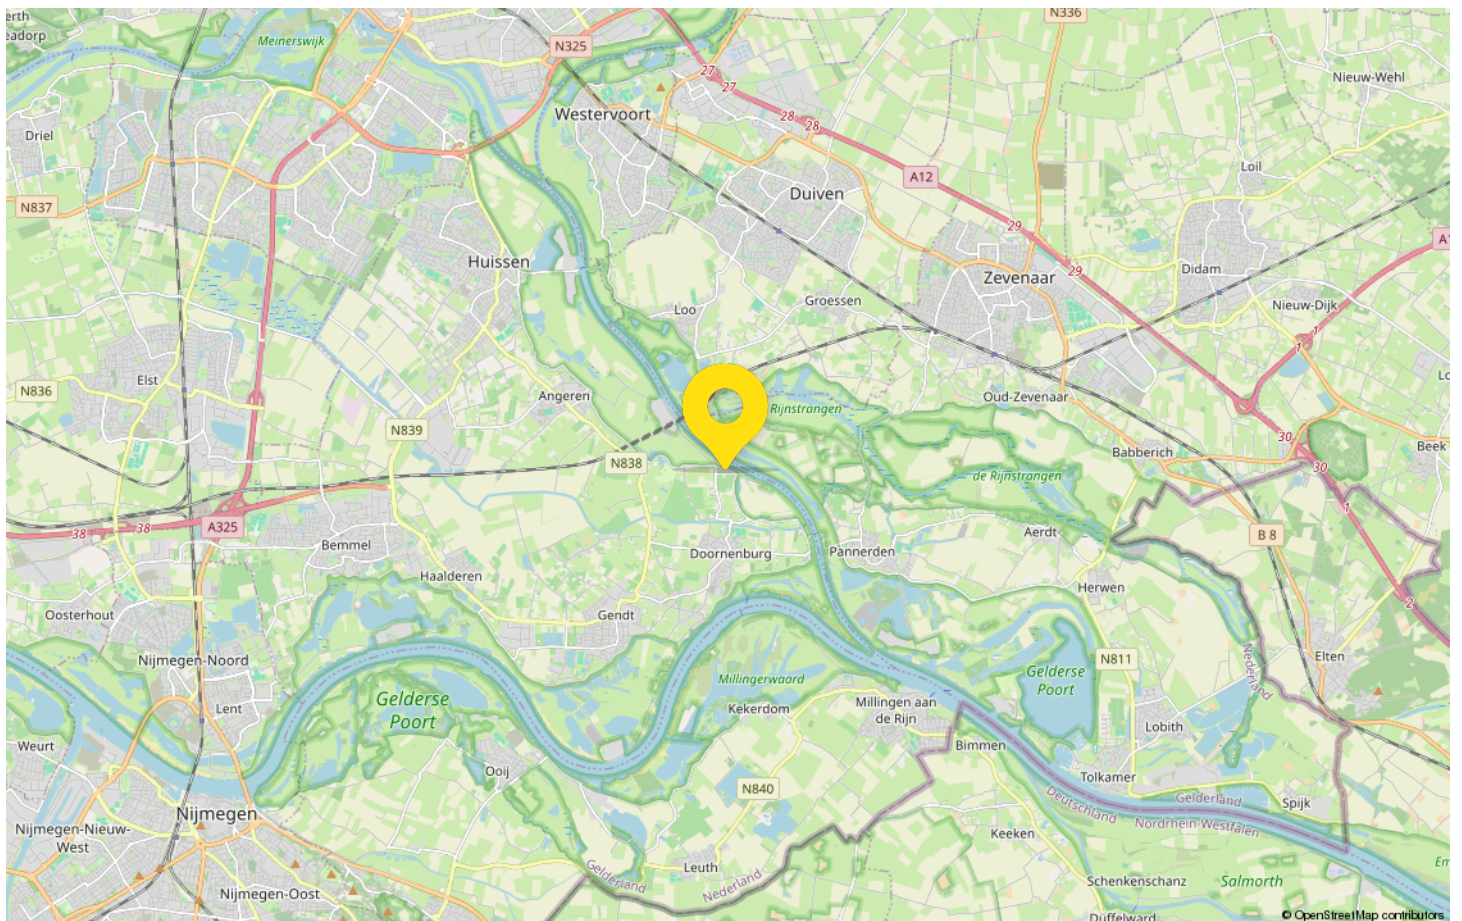 erth
eadorp
Meinerswijk
N325
N336
27
27
Nieuw-Wehl
Driel
Westervoort
28
28
Loil
A12
Duiven
N837
29
A1
Huissen
Zevenaar
29
Didam
Groessen
Nieuw-Dijk
Loo
1
1
Elst
Lo
N836
Angeren
Oud-Zevenaar
Rijnstrangen
N839
30
Beek
Babberich
N838
30
de Rijnstrangen
1
A325
38
38
Aerdt
B 8
Bemmel
Doornenburg
Pannerden
Haalderen
Herwen
2
Oosterhout
Gendt
Nijmegen-Noord
N811
Elten
Nederland
Gelderse
Poort
Millingerwaard
Gelderse
Poort
Lent
Kekerdom
Millingen aan
de Rijn
Lobith
Weurt
Bimmen
Ooij
Tolkamer
N840
Gelderland
Deutschland
Spijk
Nijmegen
Nordrhein-Westfalen
Nijmegen-Nieuw-
West
Keeken
Em
Leuth
Gelderland
Nederland
Schenkenschanz
Salmorth
Nijmegen-Oost
Düffelward
© OpenStreetMap contributors